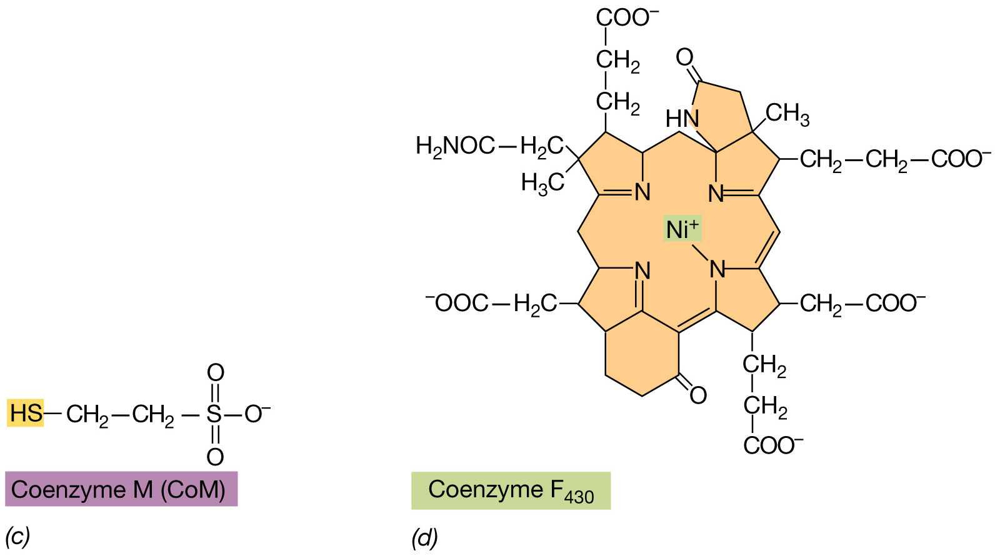 COO⁻
CH₂
CH₂
O
HN
CH₃
H₂NOC—H₂C
H₃C
CH₂—CH₂—COO⁻
N
N
Ni⁺
N
N
⁻OOC—H₂C
CH₂—COO⁻
O
CH₂
CH₂
COO⁻
O
HS—CH₂—CH₂—S—O⁻
O
Coenzyme M (CoM)
Coenzyme F₄₃₀
(c)
(d)